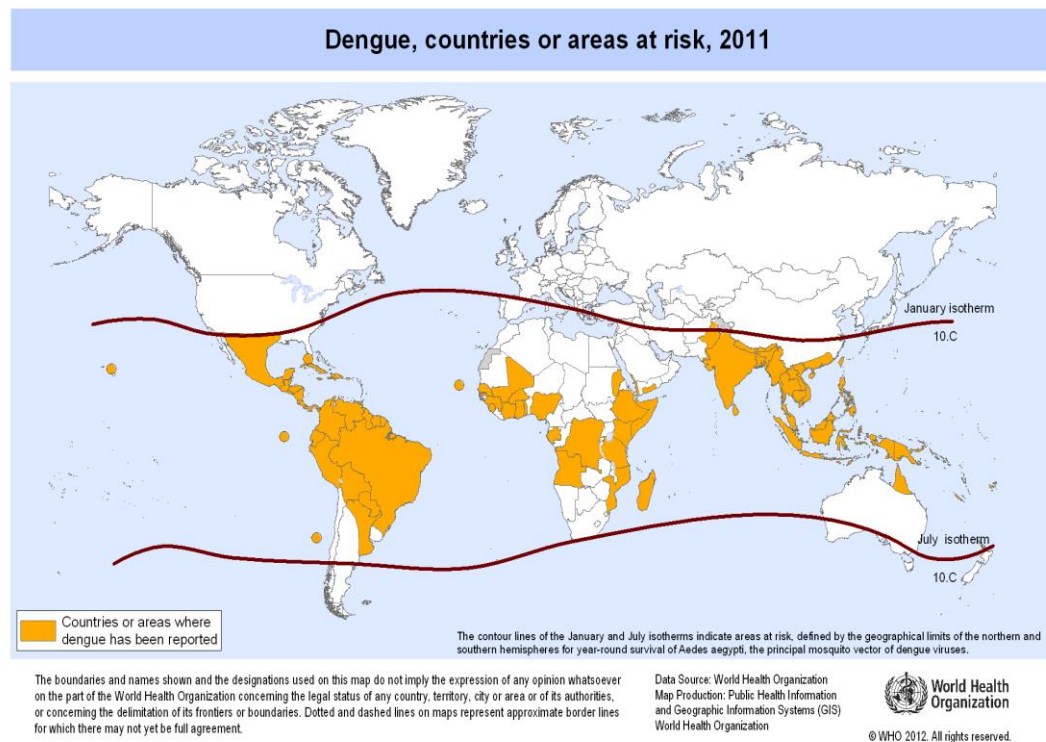 Dengue, countries or areas at risk, 2011
January isotherm
10.C
July isotherm
10.C
Countries or areas where
dengue has been reported
The contour lines of the January and July isotherms indicate areas at risk, defined by the geographical limits of the northern and
southern hemispheres for year-round survival of Aedes aegypti, the principal mosquito vector of dengue viruses.
The boundaries and names shown and the designations used on this map do not imply the expression of any opinion whatsoever
on the part of the World Health Organization concerning the legal status of any country, territory, city or area or of its authorities,
or concerning the delimitation of its frontiers or boundaries. Dotted and dashed lines on maps represent approximate border lines
for which there may not yet be full agreement.
Data Source: World Health Organization
Map Production: Public Health Information
and Geographic Information Systems (GIS)
World Health Organization
World Health
Organization
© WHO 2012. All rights reserved.